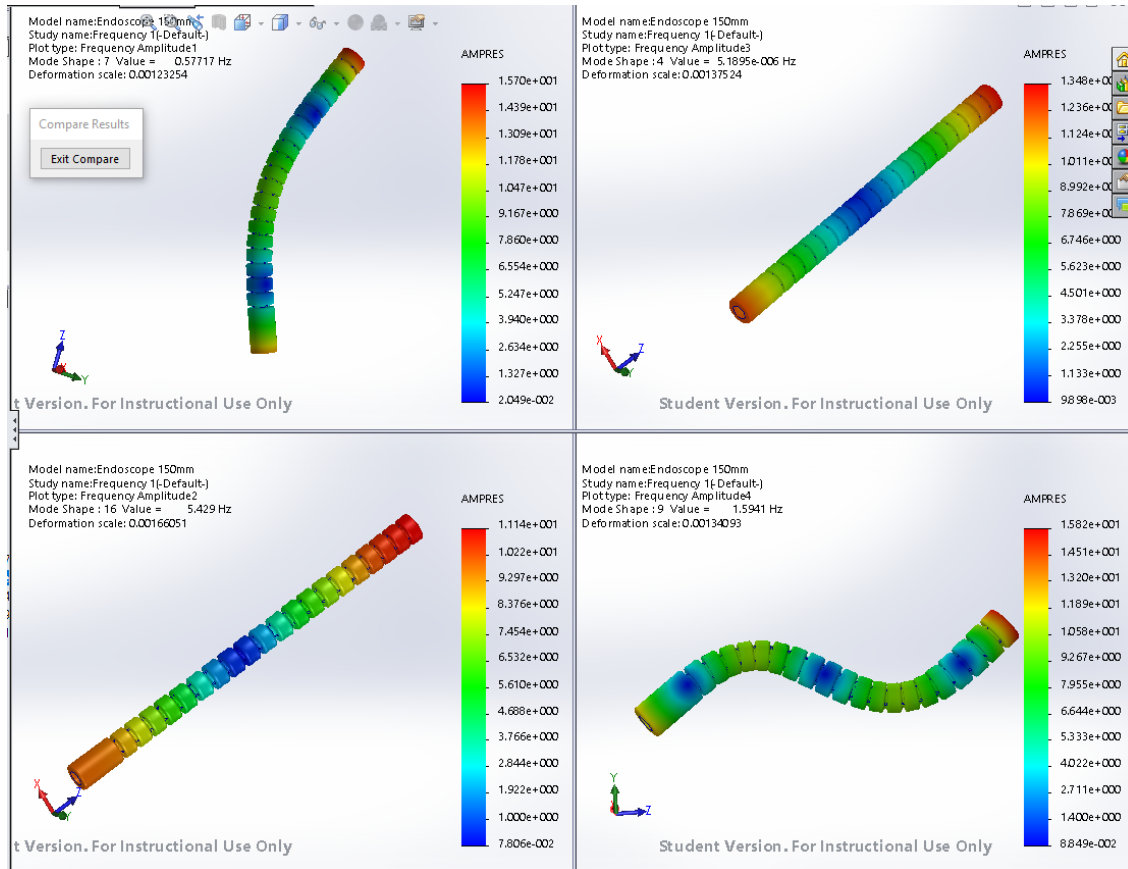 Model name:Endoscope 150mm
Study name:Frequency 1(-Default-)
Plot type: Frequency Amplitude1
Mode Shape : 7 Value = 0.57717 Hz
Deformation scale: 0.00123254
Compare Results
Exit Compare
AMPRES
1.570e+001
1.439e+001
1.309e+001
1.178e+001
1.047e+001
9.167e+000
7.860e+000
6.554e+000
5.247e+000
3.940e+000
2.634e+000
1.327e+000
2.049e-002
Z
Y
t Version. For Instructional Use Only
Model name:Endoscope 150mm
Study name:Frequency 1(-Default-)
Plot type: Frequency Amplitude3
Mode Shape : 4 Value = 5.1895e-006 Hz
Deformation scale: 0.00137524
AMPRES
1.348e+00
1.236e+00
1.124e+00
1.011e+00
8.992e+00
7.869e+00
6.746e+000
5.623e+000
4.501e+000
3.378e+000
2.255e+000
1.133e+000
9.898e-003
X
Z
Y
Student Version. For Instructional Use Only
Model name:Endoscope 150mm
Study name:Frequency 1(-Default-)
Plot type: Frequency Amplitude2
Mode Shape : 16 Value = 5.429 Hz
Deformation scale: 0.00166051
AMPRES
1.114e+001
1.022e+001
9.297e+000
8.376e+000
7.454e+000
6.532e+000
5.610e+000
4.688e+000
3.766e+000
2.844e+000
1.922e+000
1.000e+000
7.806e-002
X
Z
Y
t Version. For Instructional Use Only
Model name:Endoscope 150mm
Study name:Frequency 1(-Default-)
Plot type: Frequency Amplitude4
Mode Shape : 9 Value = 1.5941 Hz
Deformation scale: 0.00134093
AMPRES
1.582e+001
1.451e+001
1.320e+001
1.189e+001
1.058e+001
9.267e+000
7.955e+000
6.644e+000
5.333e+000
4.022e+000
2.711e+000
1.400e+000
8.849e-002
Y
Z
Student Version. For Instructional Use Only